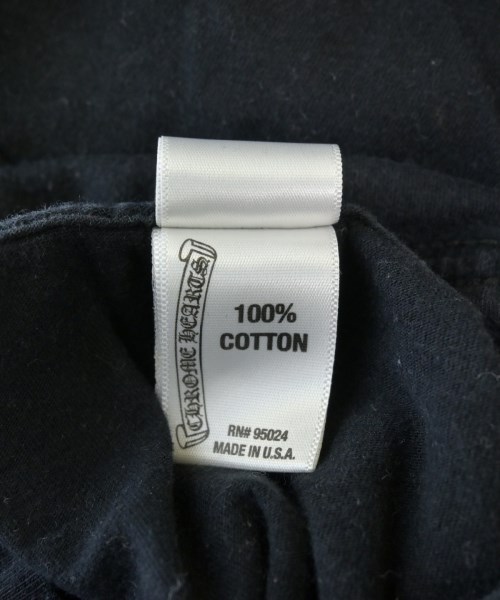 CHROME HEARTS
100%
COTTON
RN# 95024
MADE IN U.S.A.